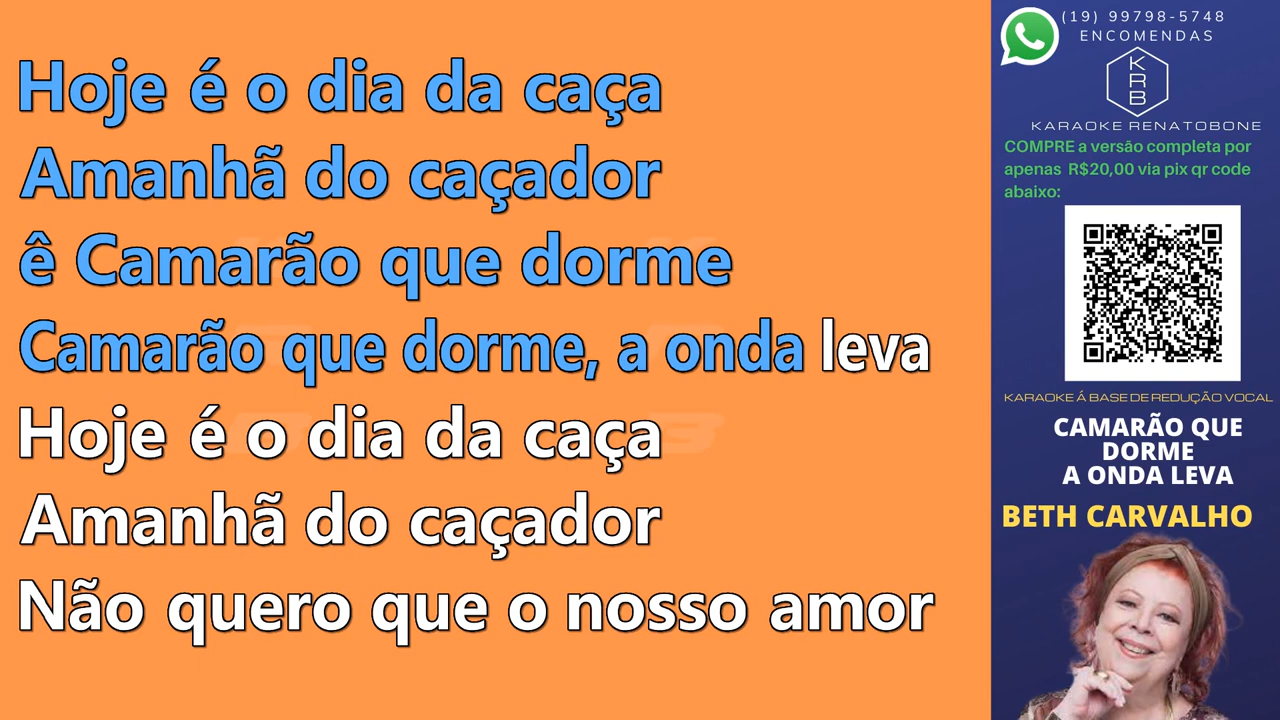 Hoje é o dia da caça
Amanhã do caçador
ê Camarão que dorme
Camarão que dorme, a onda leva
Hoje é o dia da caça
Amanhã do caçador
Não quero que o nosso amor
(19) 99798-5748
ENCOMENDAS
K
R
B
KARAOKE RENATOBONE
COMPRE a versão completa por
apenas R$20,00 via pix qr code
abaixo:
KARAOKE Á BASE DE REDUÇÃO VOCAL
CAMARÃO QUE
DORME
A ONDA LEVA
BETH CARVALHO